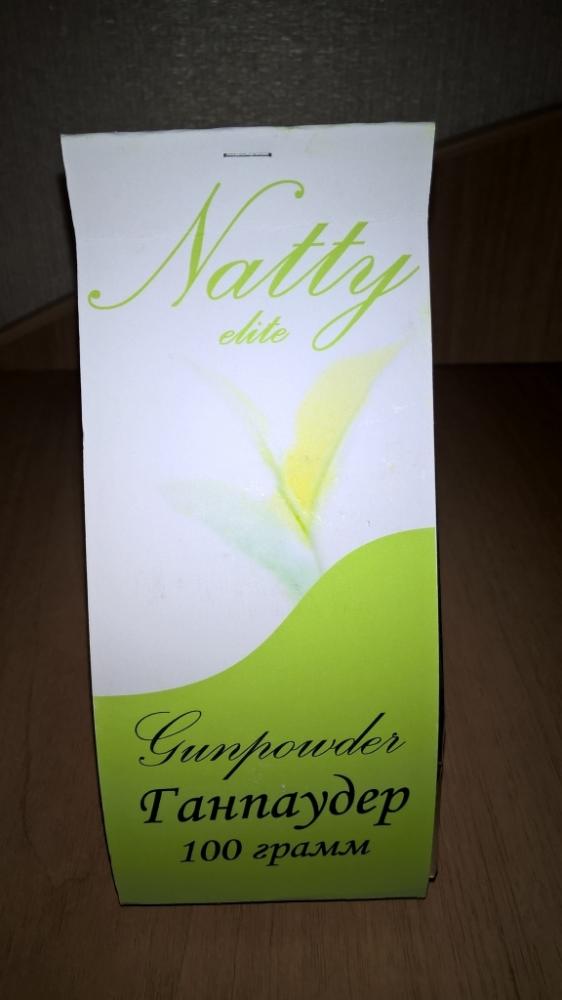 Natty
elite
Gunpowder
Ганпаудер
100 грамм